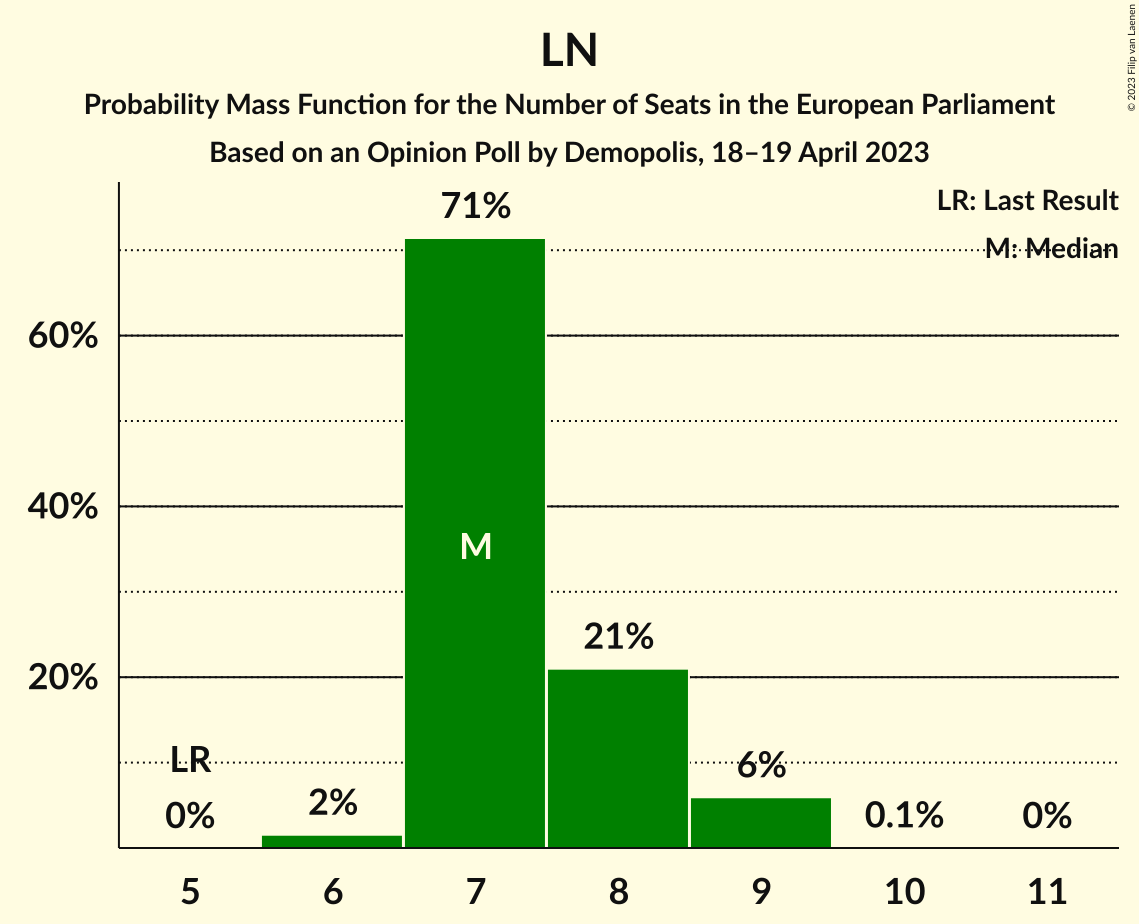 LN
Probability Mass Function for the Number of Seats in the European Parliament
Based on an Opinion Poll by Demopolis, 18–19 April 2023
© 2023 Filip van Laenen
LR: Last Result
M: Median
71%
60%
40%
M
21%
20%
LR
6%
2%
0%
0.1%
0%
5 6 7 8 9 10 11